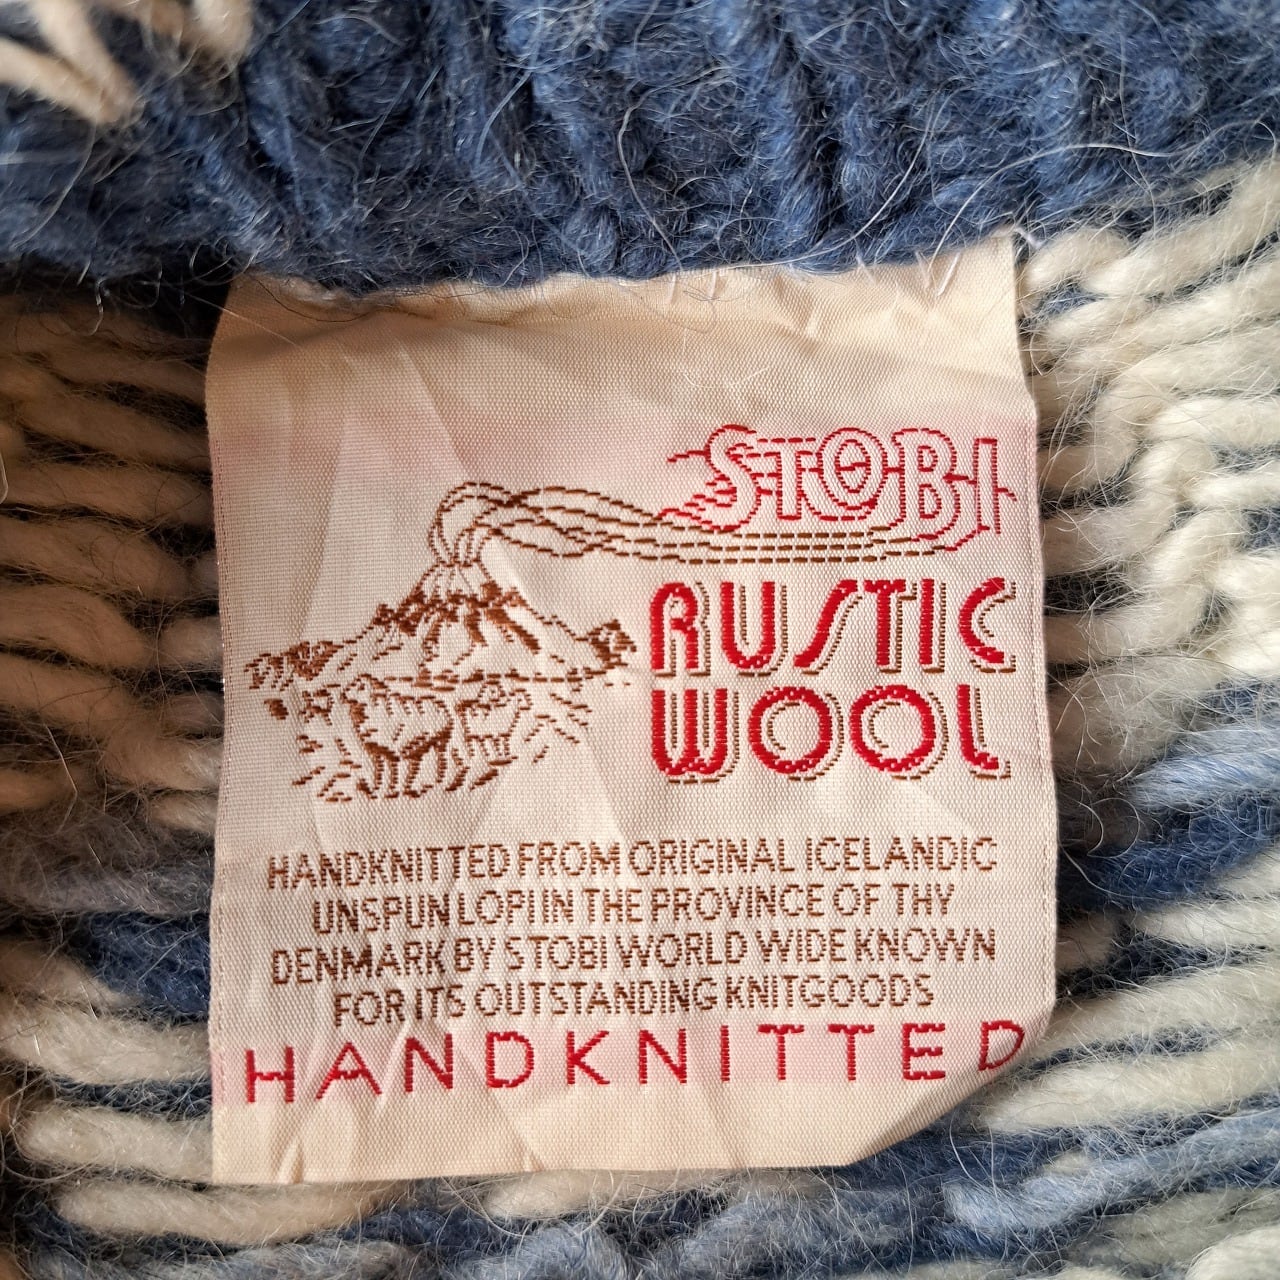 STOBI
RUSTIC
WOOL
HANDKNITTED FROM ORIGINAL ICELANDIC
UNSPUN LOPI IN THE PROVINCE OF THY
DENMARK BY STOBI WORLD WIDE KNOWN
FOR ITS OUTSTANDING KNITGOODS
HANDKNITTED